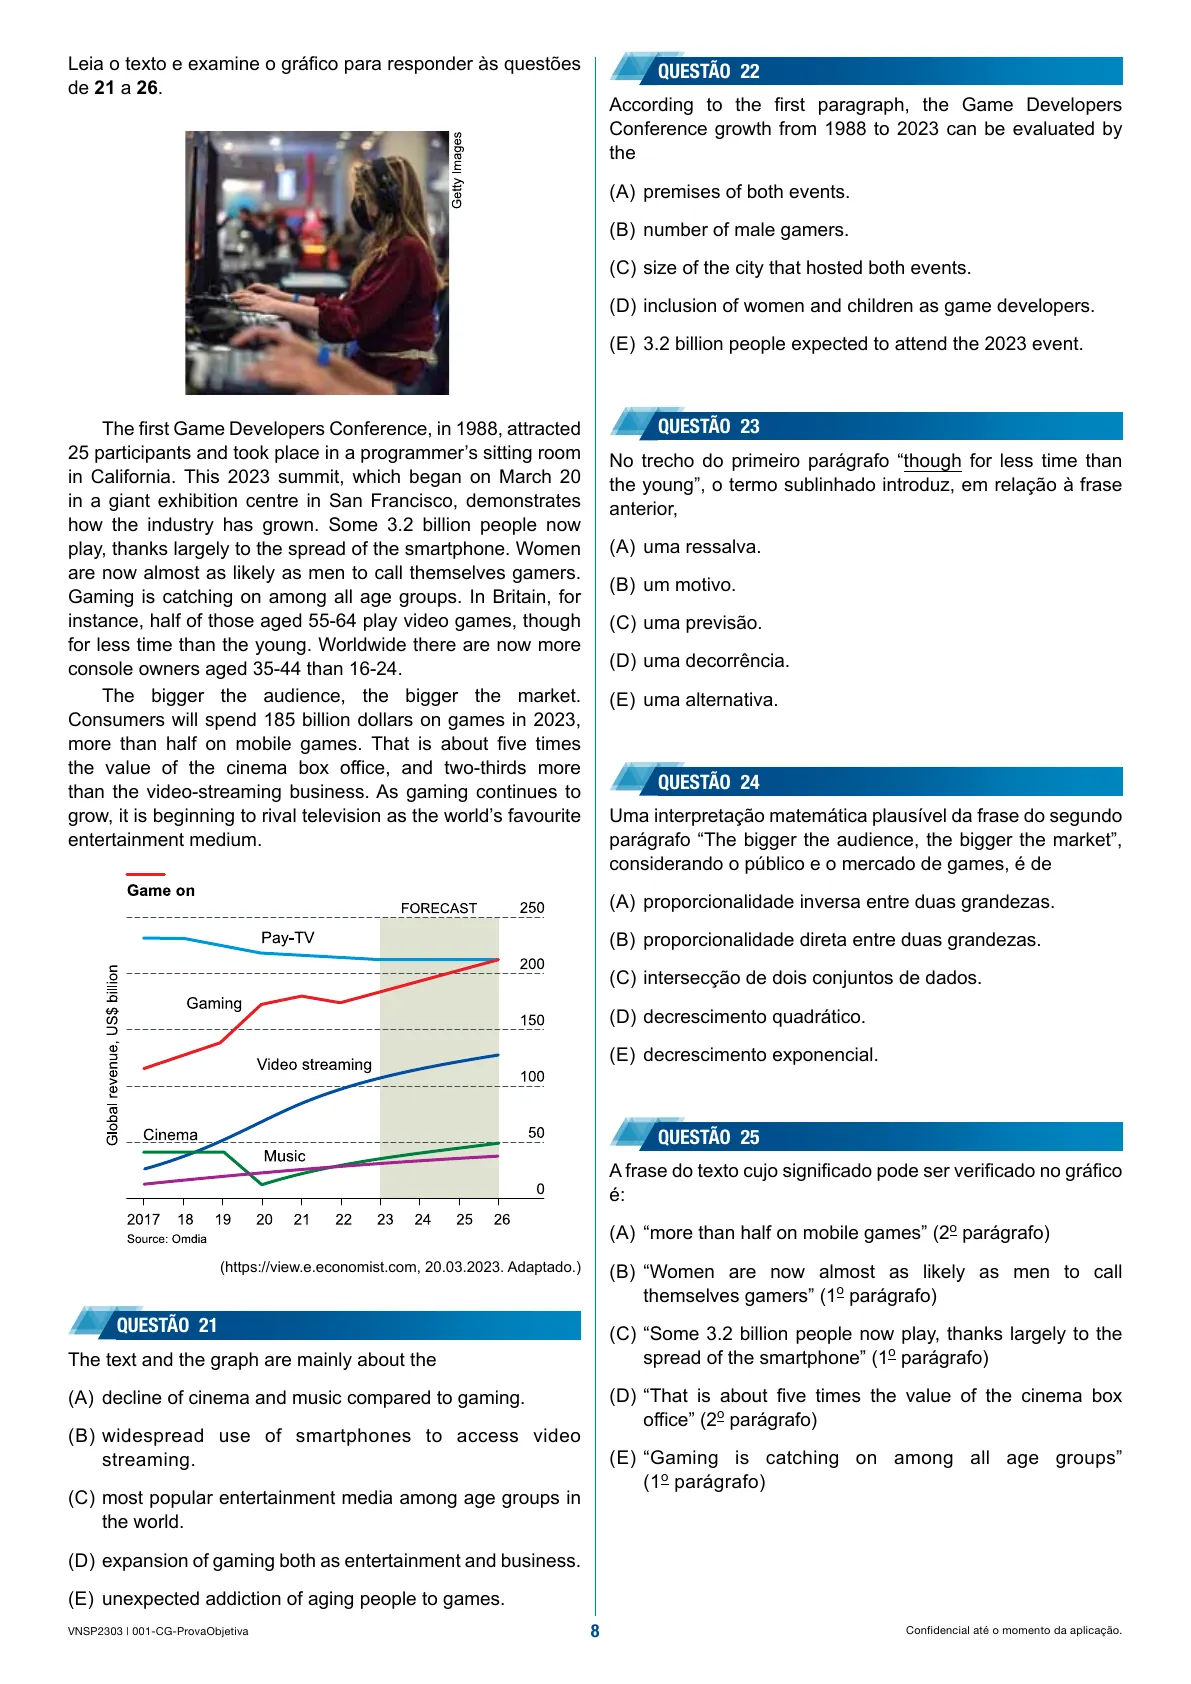 Leia o texto e examine o gráfico para responder às questões
de 21 a 26.
Getty Images
The first Game Developers Conference, in 1988, attracted
25 participants and took place in a programmer’s sitting room
in California. This 2023 summit, which began on March 20
in a giant exhibition centre in San Francisco, demonstrates
how the industry has grown. Some 3.2 billion people now
play, thanks largely to the spread of the smartphone. Women
are now almost as likely as men to call themselves gamers.
Gaming is catching on among all age groups. In Britain, for
instance, half of those aged 55-64 play video games, though
for less time than the young. Worldwide there are now more
console owners aged 35-44 than 16-24.
The bigger the audience, the bigger the market.
Consumers will spend 185 billion dollars on games in 2023,
more than half on mobile games. That is about five times
the value of the cinema box office, and two-thirds more
than the video-streaming business. As gaming continues to
grow, it is beginning to rival television as the world’s favourite
entertainment medium.
Game on
FORECAST
250
Pay-TV
200
Gaming
150
Video streaming
100
Cinema
50
Music
0
Global revenue, US$ billion
2017 18 19 20 21 22 23 24 25 26
Source: Omdia
(https://view.e.economist.com, 20.03.2023. Adaptado.)
QUESTÃO 21
The text and the graph are mainly about the
(A) decline of cinema and music compared to gaming.
(B) widespread use of smartphones to access video
streaming.
(C) most popular entertainment media among age groups in
the world.
(D) expansion of gaming both as entertainment and business.
(E) unexpected addiction of aging people to games.
QUESTÃO 22
According to the first paragraph, the Game Developers
Conference growth from 1988 to 2023 can be evaluated by
the
(A) premises of both events.
(B) number of male gamers.
(C) size of the city that hosted both events.
(D) inclusion of women and children as game developers.
(E) 3.2 billion people expected to attend the 2023 event.
QUESTÃO 23
No trecho do primeiro parágrafo “though for less time than
the young”, o termo sublinhado introduz, em relação à frase
anterior,
(A) uma ressalva.
(B) um motivo.
(C) uma previsão.
(D) uma decorrência.
(E) uma alternativa.
QUESTÃO 24
Uma interpretação matemática plausível da frase do segundo
parágrafo “The bigger the audience, the bigger the market”,
considerando o público e o mercado de games, é de
(A) proporcionalidade inversa entre duas grandezas.
(B) proporcionalidade direta entre duas grandezas.
(C) intersecção de dois conjuntos de dados.
(D) decrescimento quadrático.
(E) decrescimento exponencial.
QUESTÃO 25
A frase do texto cujo significado pode ser verificado no gráfico
é:
(A) “more than half on mobile games” (2º parágrafo)
(B) “Women are now almost as likely as men to call
themselves gamers” (1º parágrafo)
(C) “Some 3.2 billion people now play, thanks largely to the
spread of the smartphone” (1º parágrafo)
(D) “That is about five times the value of the cinema box
office” (2º parágrafo)
(E) “Gaming is catching on among all age groups”
(1º parágrafo)
VNSP2303 | 001-CG-ProvaObjetiva
8
Confidencial até o momento da aplicação.